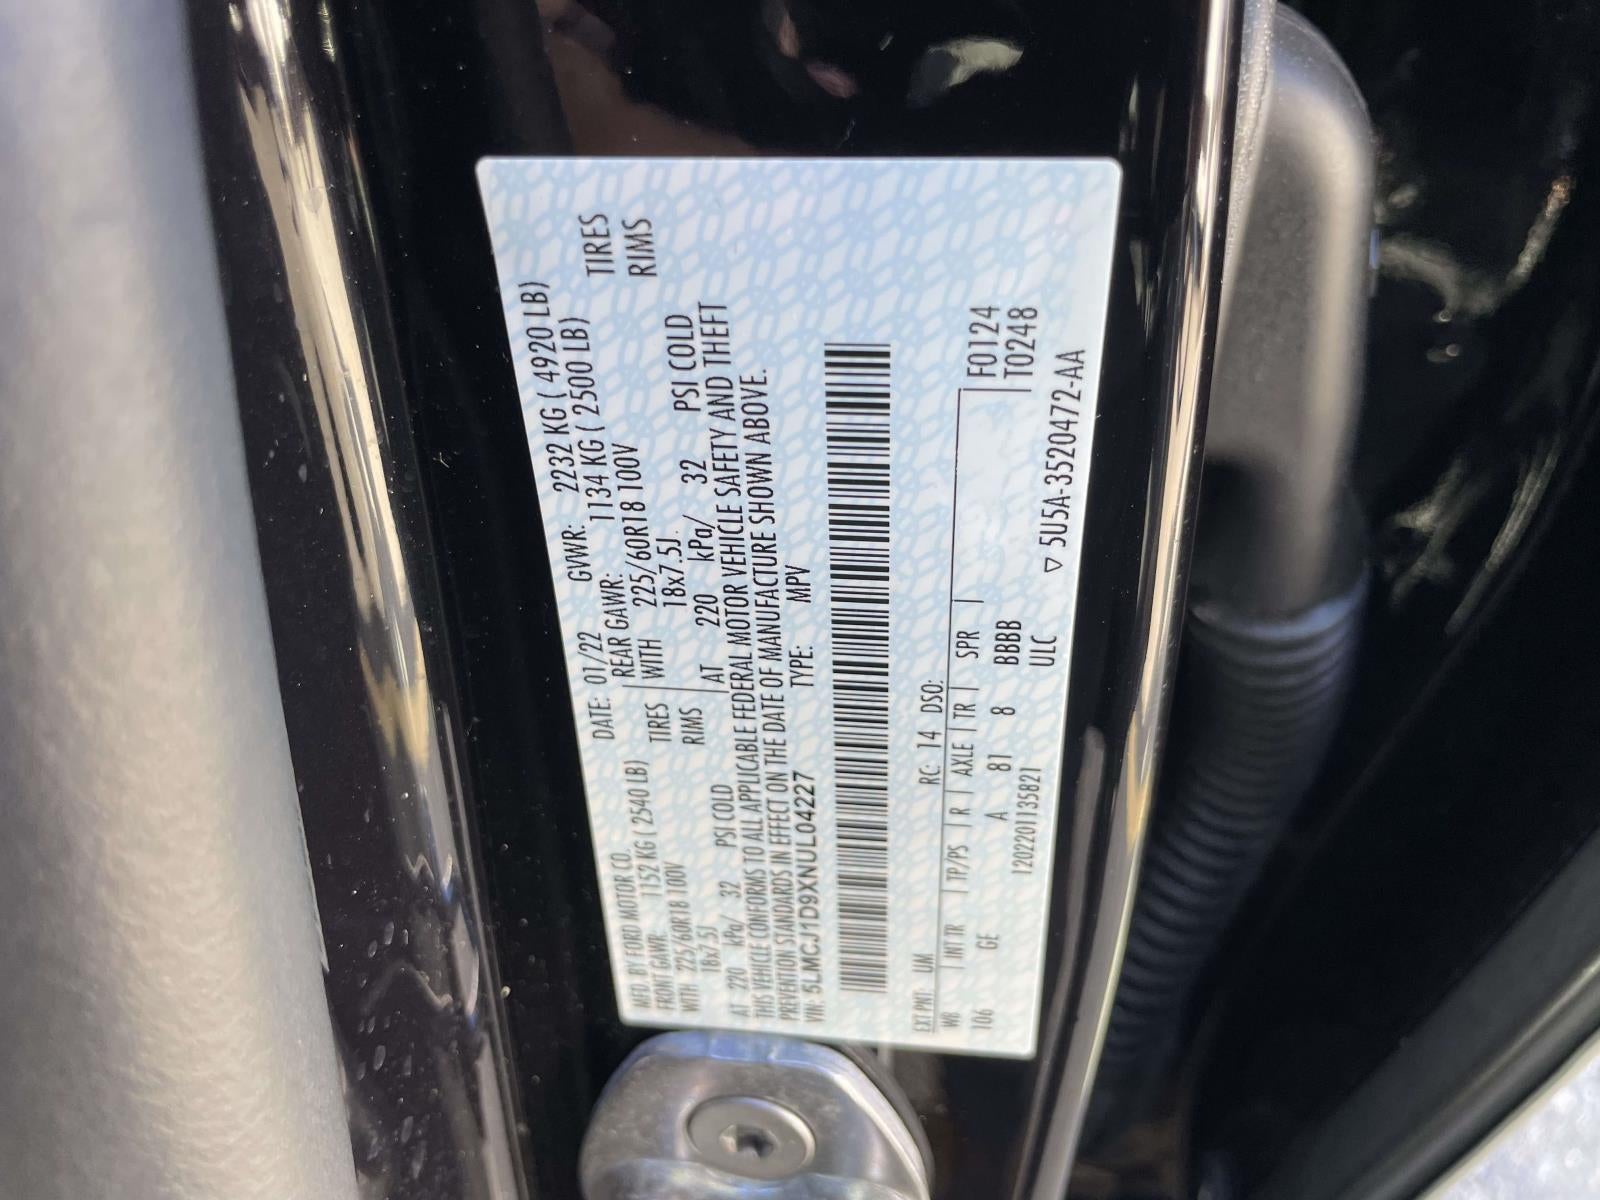 MFD. BY FORD MOTOR CO. DATE: 01/22 GVWR: 2232 KG ( 4920 LB)
FRONT GAWR: 1152 KG ( 2540 LB) REAR GAWR: 1134 KG ( 2500 LB)
WITH 225/60R18 100V TIRES WITH 225/60R18 100V TIRES
18x7.5J RIMS 18x7.5J RIMS
AT 220 kPa/ 32 PSI COLD AT 220 kPa/ 32 PSI COLD
THIS VEHICLE CONFORMS TO ALL APPLICABLE FEDERAL MOTOR VEHICLE SAFETY AND THEFT
PREVENTION STANDARDS IN EFFECT ON THE DATE OF MANUFACTURE SHOWN ABOVE.
VIN: 5LMCJ1D9XNUL04227 TYPE: MPV
EXT PNT: UM RC: 14 DSO: F0124
WB INT TR TP/PS R AXLE TR SPR T0248
106 GE A 81 8 BBBB
1202201135821 ULC
▽ 5U5A-3520472-AA